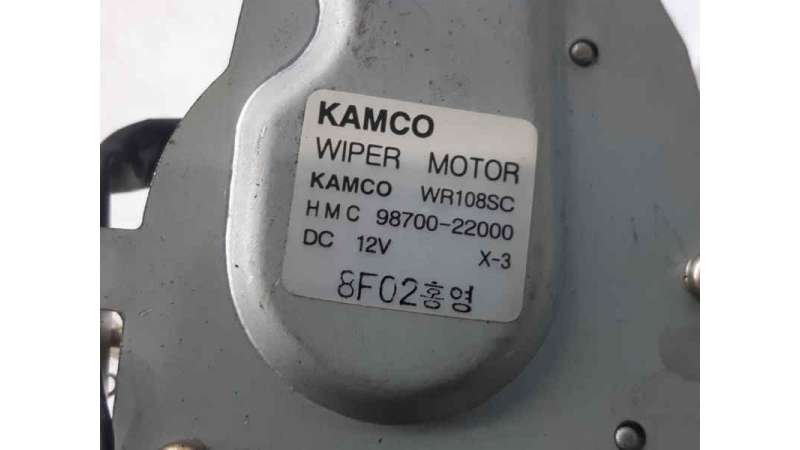 KAMCO
WIPER MOTOR
KAMCO WR108SC
HMC 98700-22000
DC 12V X-3
8F02홍영